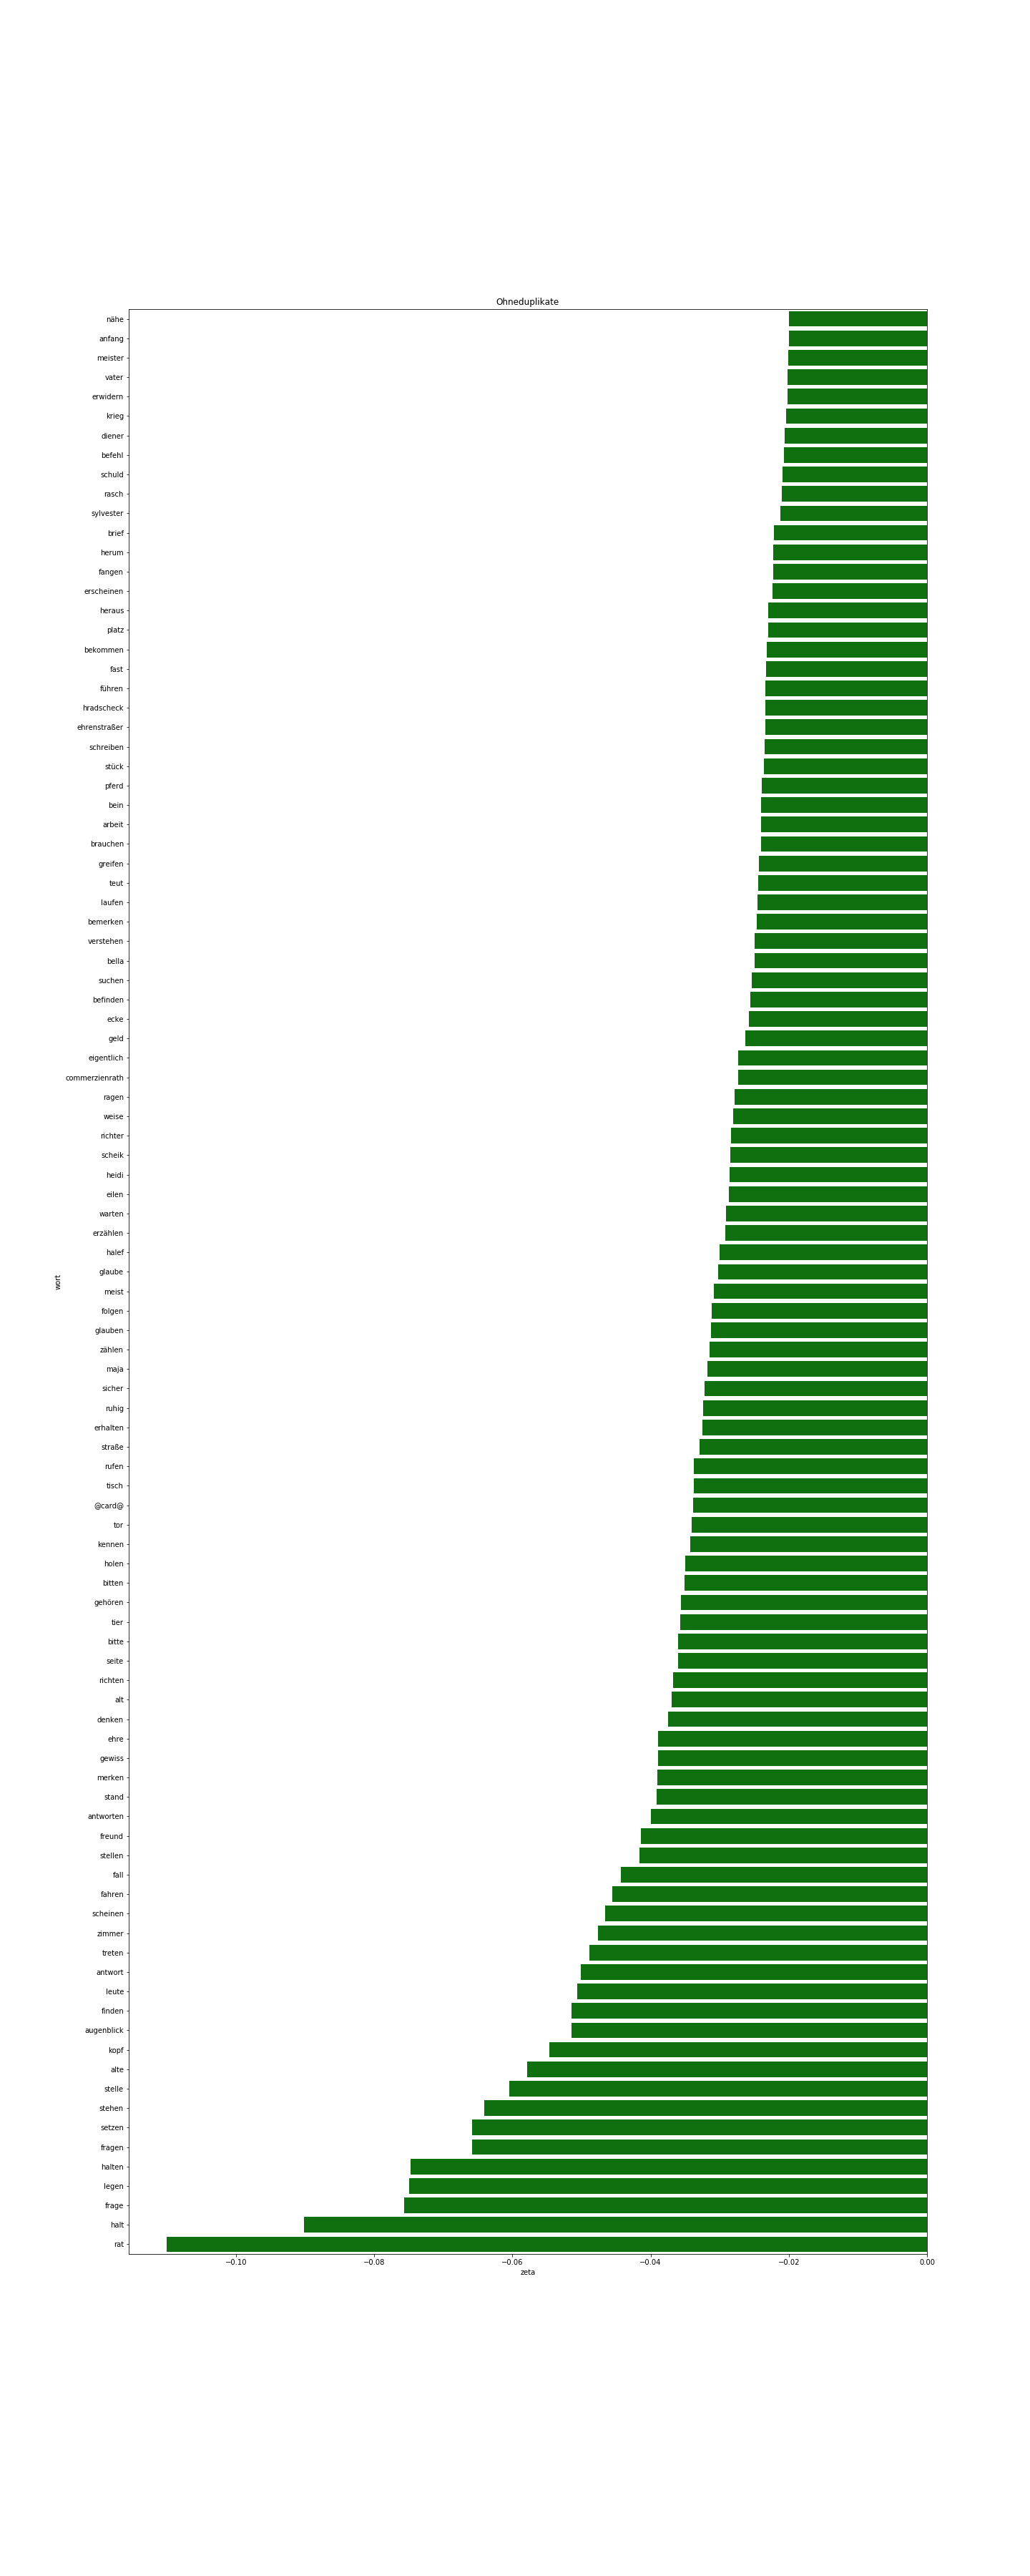 Ohneduplikate
nähe
anfang
meister
vater
erwidern
krieg
diener
befehl
schuld
rasch
sylvester
brief
herum
fangen
erscheinen
heraus
platz
bekommen
fast
führen
hradscheck
ehrenstraßer
schreiben
stück
pferd
bein
arbeit
brauchen
greifen
teut
laufen
bemerken
verstehen
bella
suchen
befinden
ecke
geld
eigentlich
commerzienrath
ragen
weise
richter
scheik
heidi
eilen
warten
erzählen
halef
glaube
wort
meist
folgen
glauben
zählen
maja
sicher
ruhig
erhalten
straße
rufen
tisch
@card@
tor
kennen
holen
bitten
gehören
tier
bitte
seite
richten
alt
denken
ehre
gewiss
merken
stand
antworten
freund
stellen
fall
fahren
scheinen
zimmer
treten
antwort
leute
finden
augenblick
kopf
alte
stelle
stehen
setzen
fragen
halten
legen
frage
halt
rat
−0.10 −0.08 −0.06 −0.04 −0.02 0.00
zeta